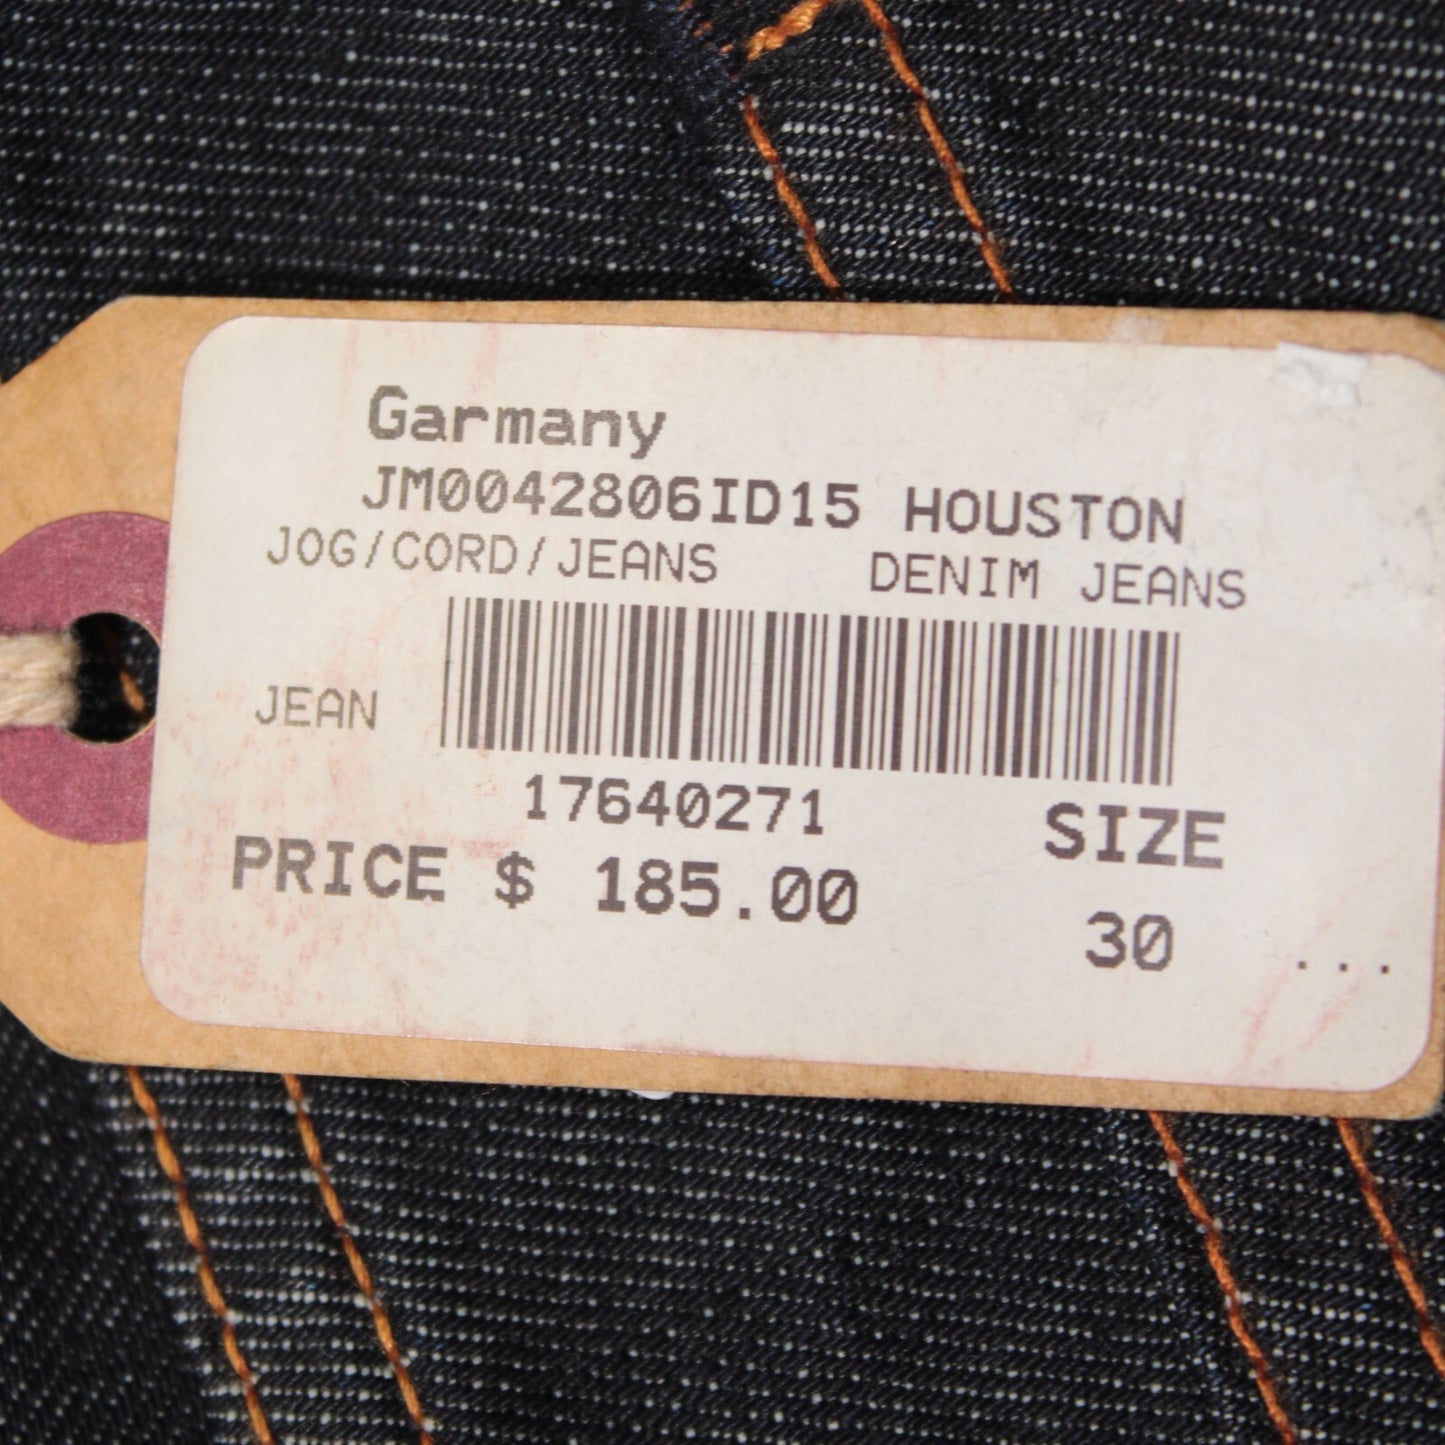 Garmany
JM0042806ID15 HOUSTON
JOG/CORD/JEANS DENIM JEANS
JEAN
17640271
SIZE
PRICE $ 185.00
30 ...